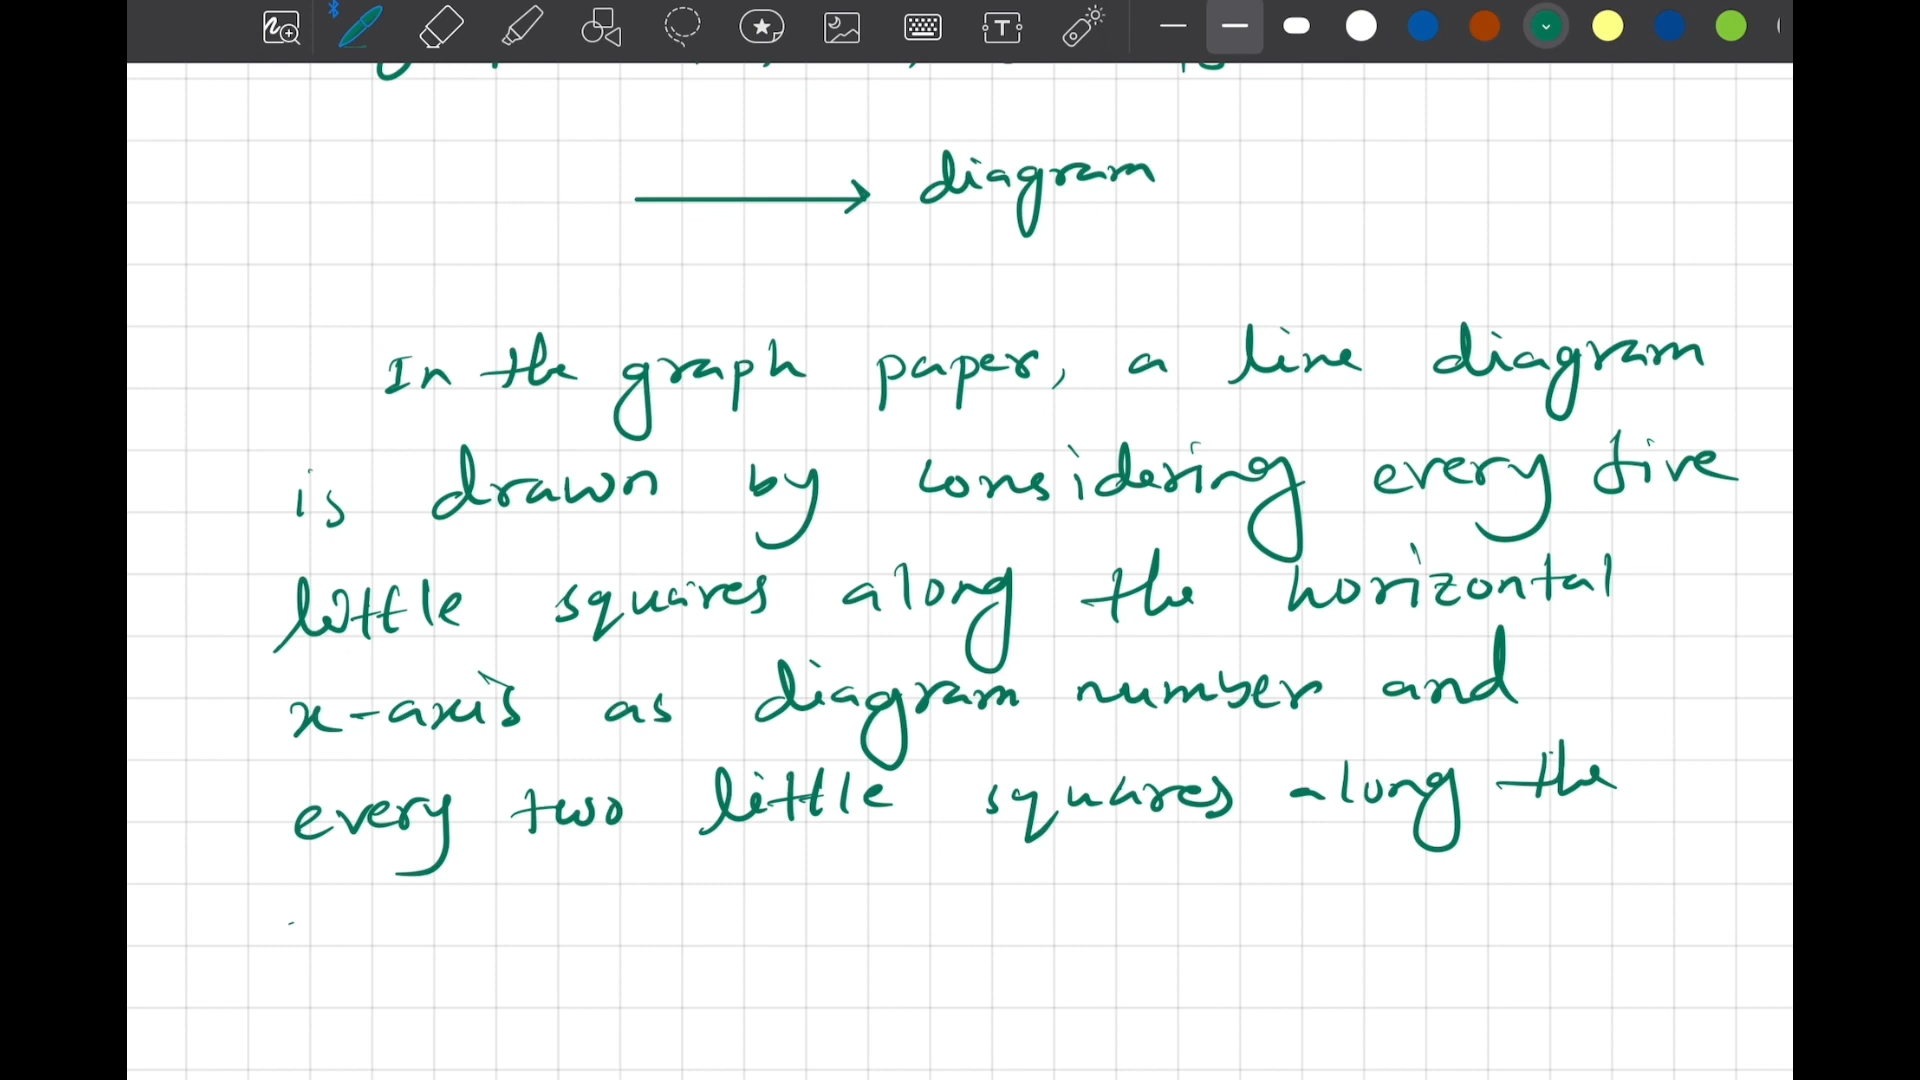 diagram
In the graph paper, a line diagram
is drawn by considering every five
little squares along the horizontal
x-axis as diagram number and
every two little squares along the